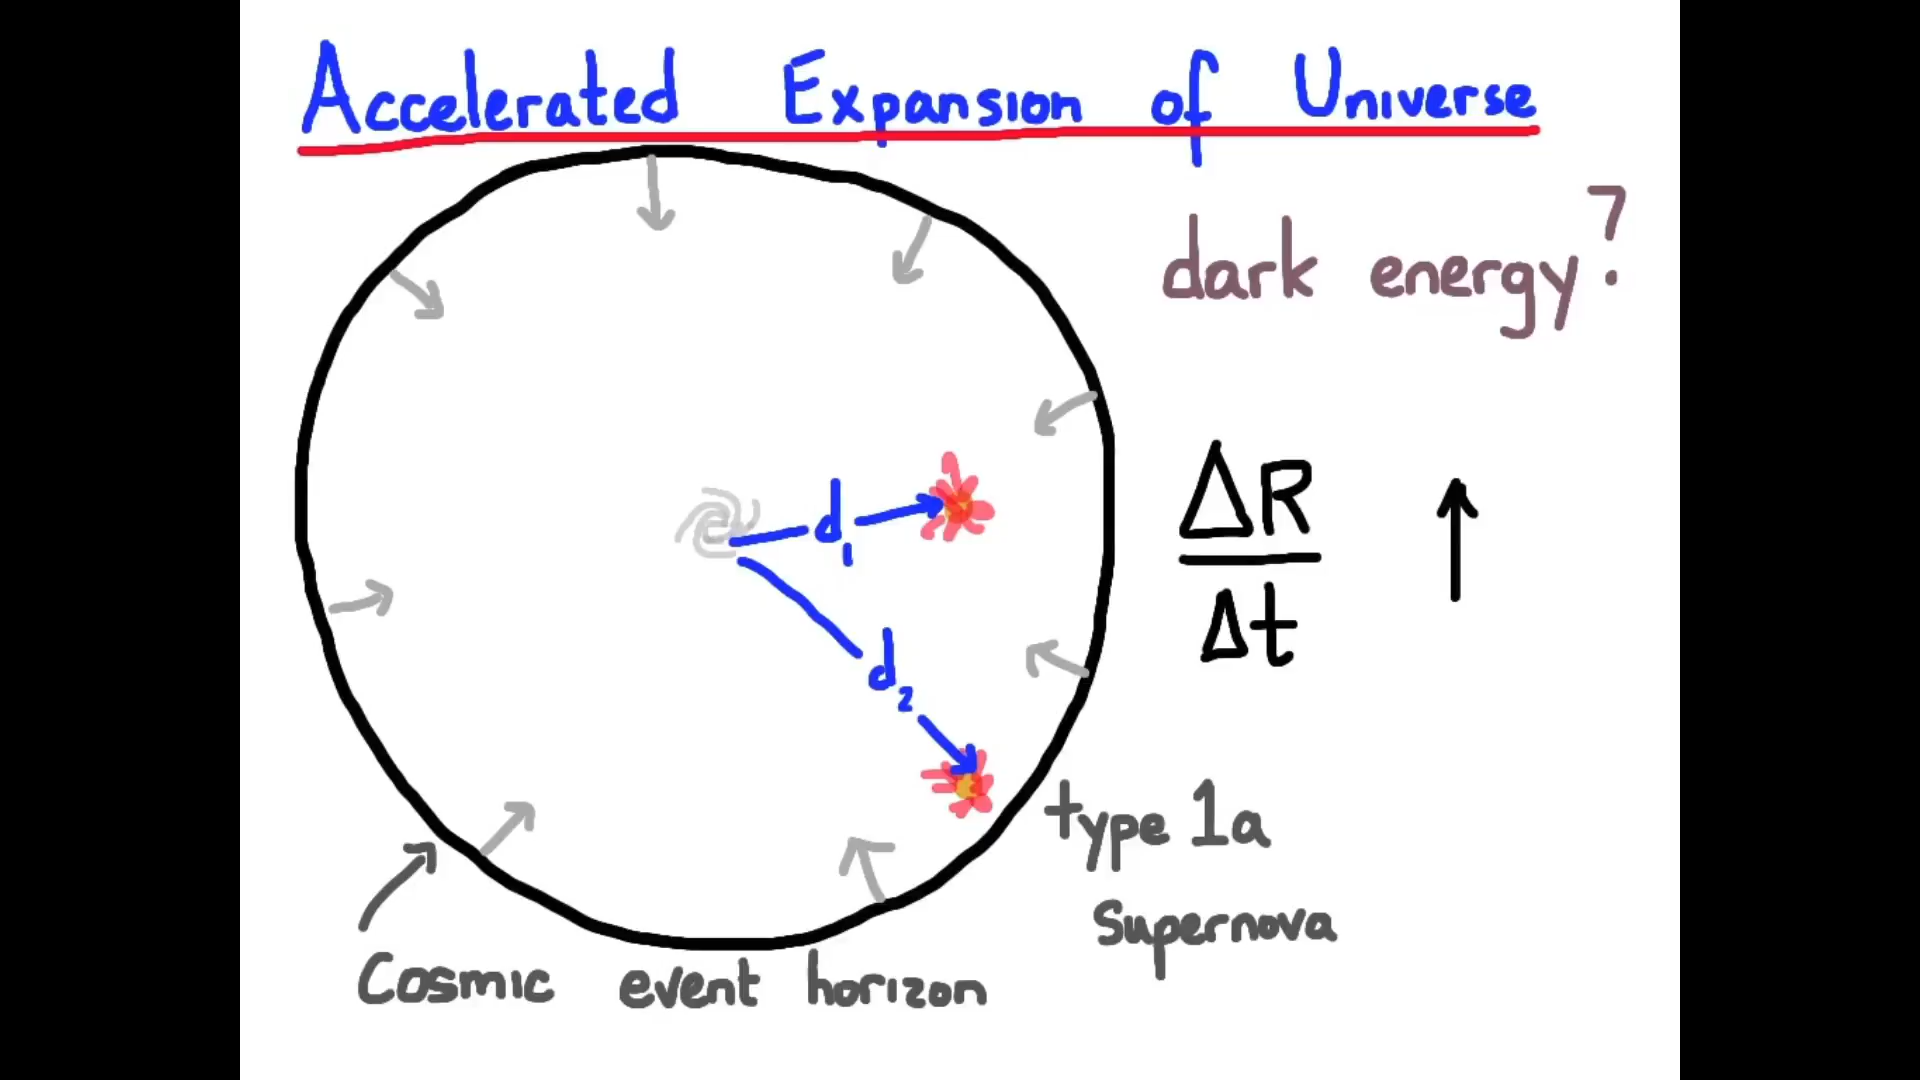 Accelerated Expansion of Universe
dark energy?
d₁
ΔR
Δt
d₂
type 1a
Supernova
Cosmic event horizon